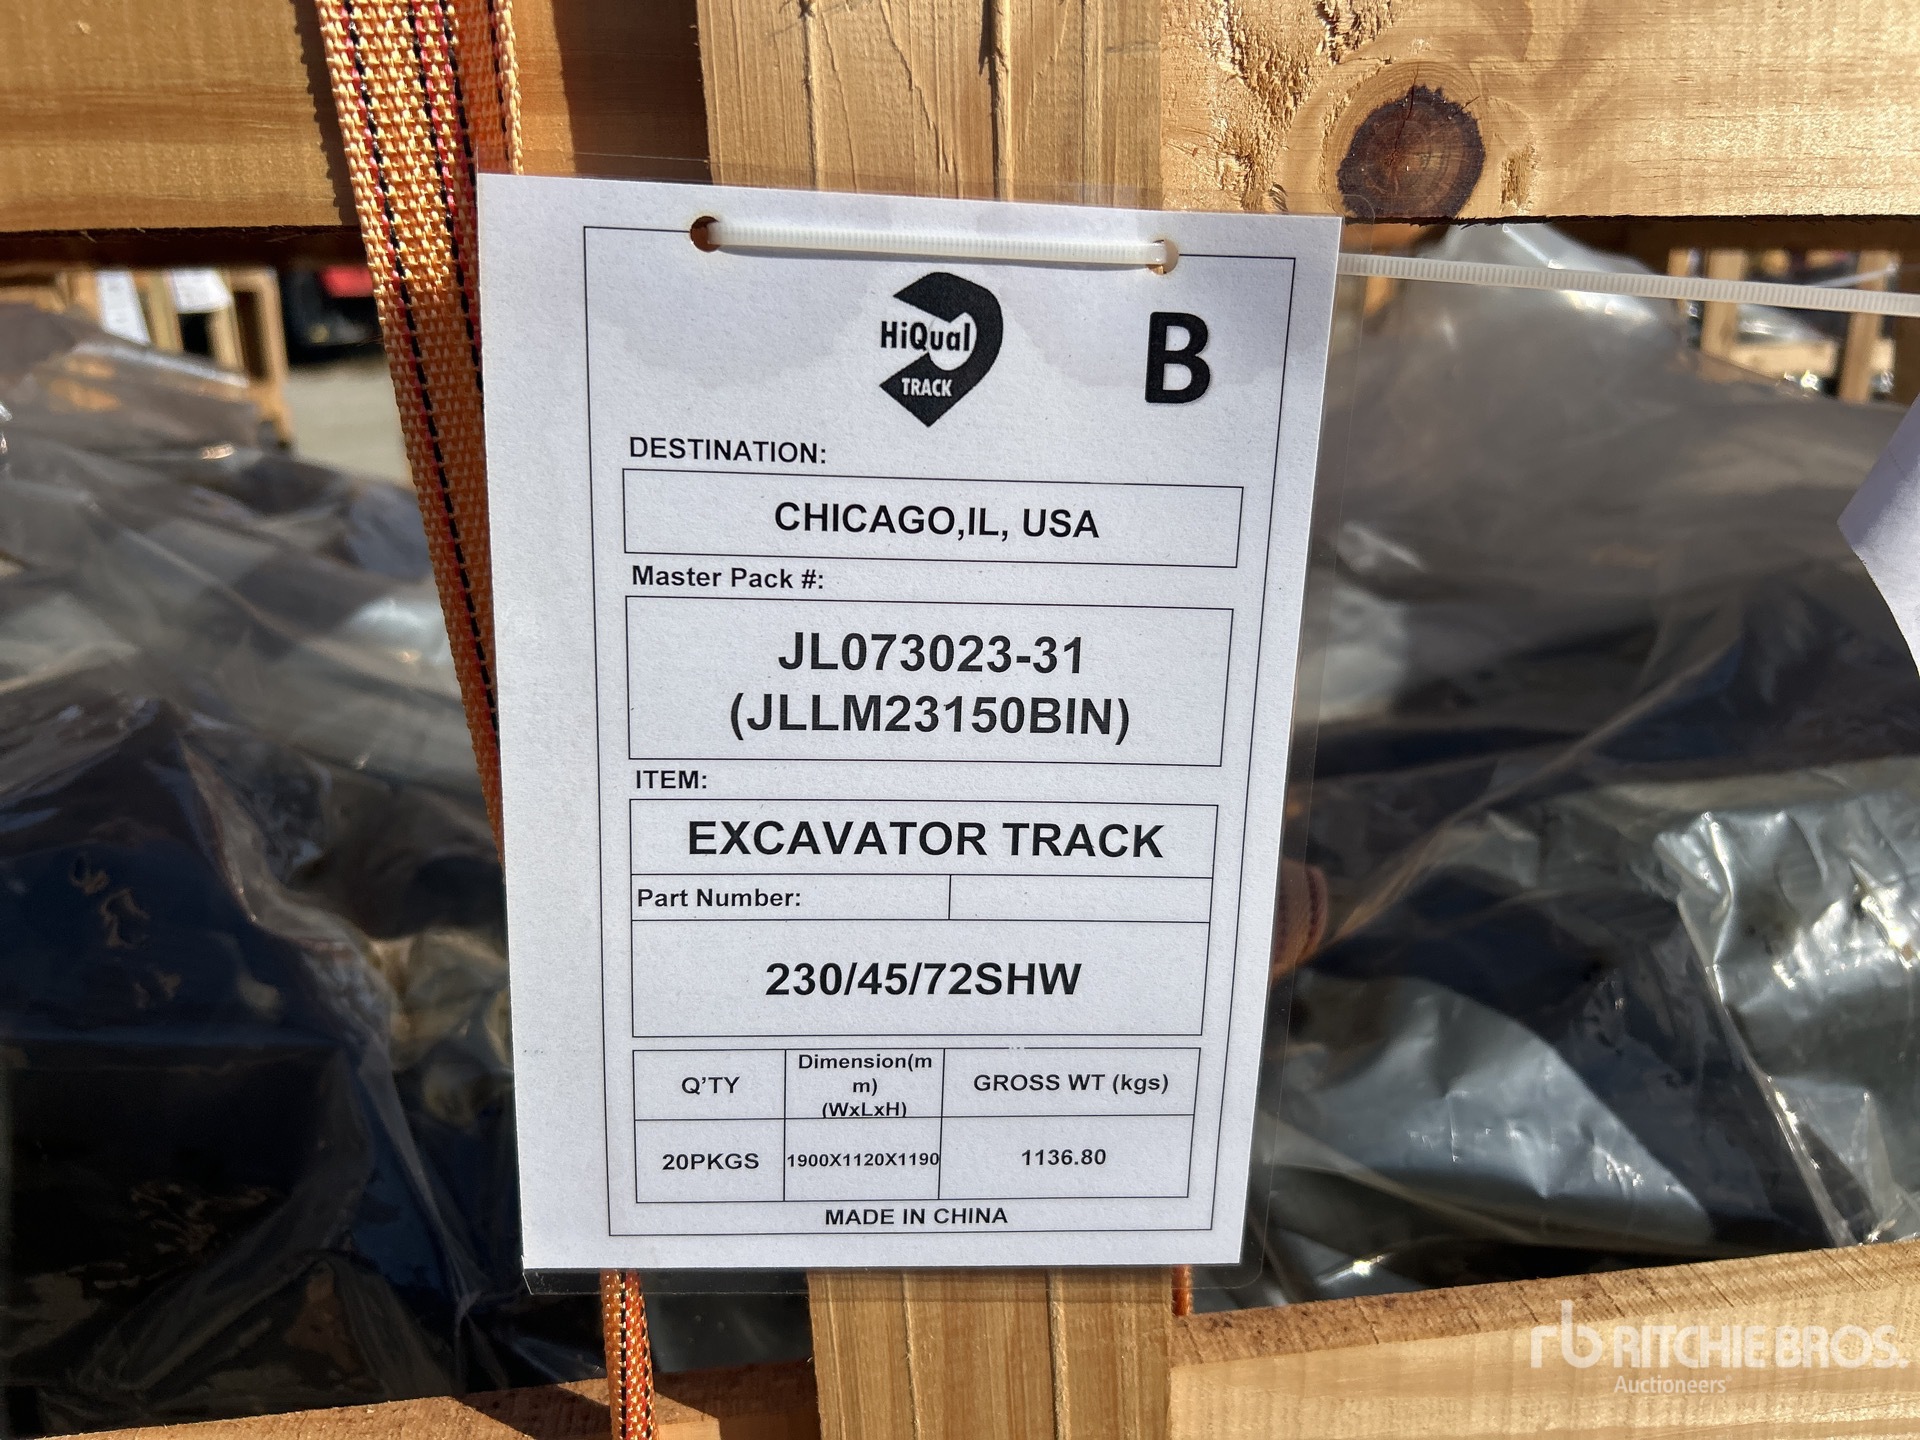 HiQual
TRACK
B
DESTINATION:
CHICAGO,IL, USA
Master Pack #:
JL073023-31
(JLLM23150BIN)
ITEM:
EXCAVATOR TRACK
Part Number:
230/45/72SHW
Q'TY
Dimension(m
m)
(WxLxH)
GROSS WT (kgs)
20PKGS
1900X1120X1190
1136.80
MADE IN CHINA
rb RITCHIE BROS.
Auctioneers